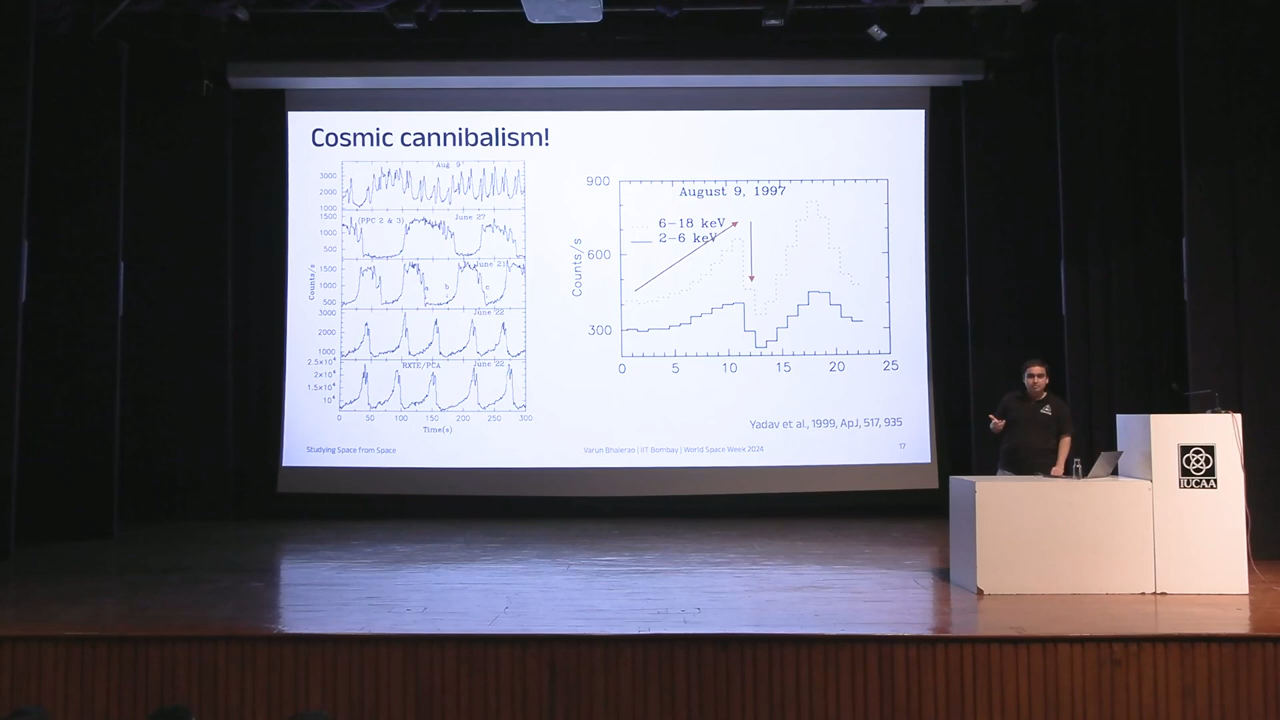 Cosmic cannibalism!
Aug 9
3000
2000
1000
(PPC 2 & 3) June 27
1500
1000
500
June 21
1500
1000
500
a b c
June 22
3000
2000
1000
RXTE/PCA June 22
2.5×10⁴
2×10⁴
1.5×10⁴
10⁴
0 50 100 150 200 250 300
Time(s)
Counts/s
900
August 9, 1997
6–18 keV
2–6 keV
600
300
Counts/s
0 5 10 15 20 25
Yadav et al., 1999, ApJ, 517, 935
Studying Space from Space Varun Bhalerao | IIT Bombay | World Space Week 2024 17
IUCAA